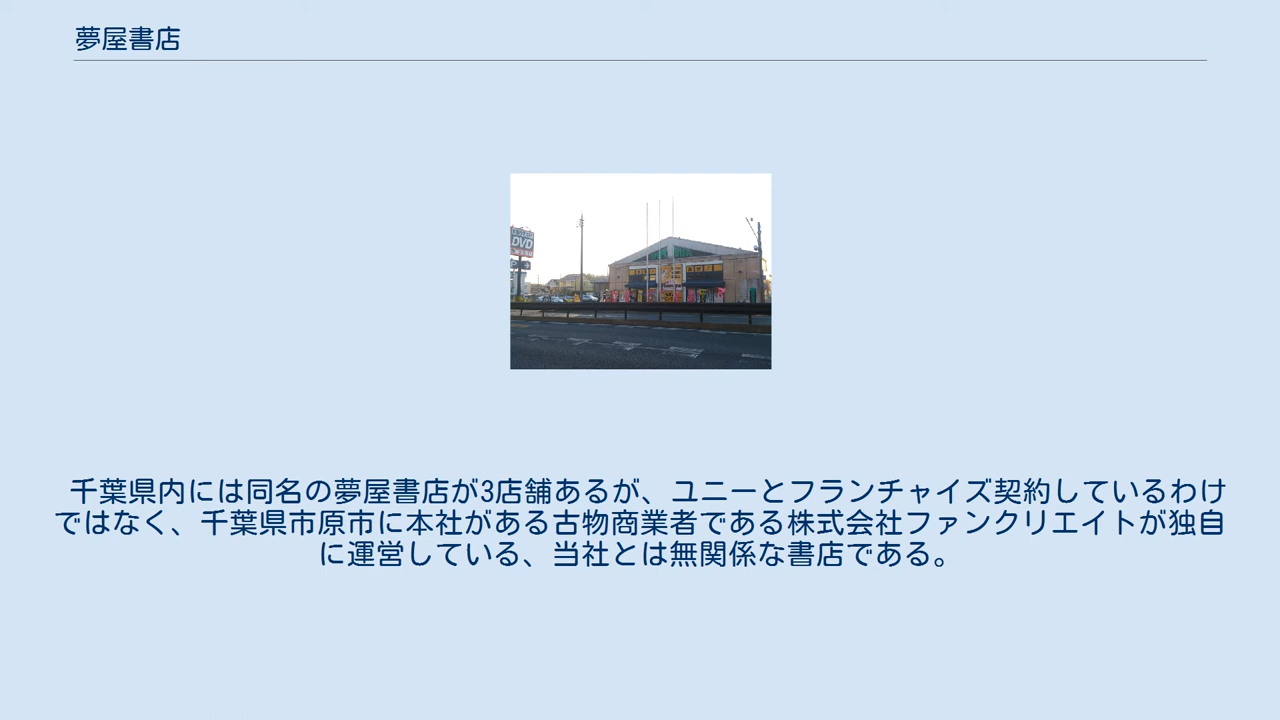 夢屋書店
DVD
千葉県内には同名の夢屋書店が3店舗あるが、ユニーとフランチャイズ契約しているわけ
ではなく、千葉県市原市に本社がある古物商業者である株式会社ファンクリエイトが独自
に運営している、当社とは無関係な書店である。